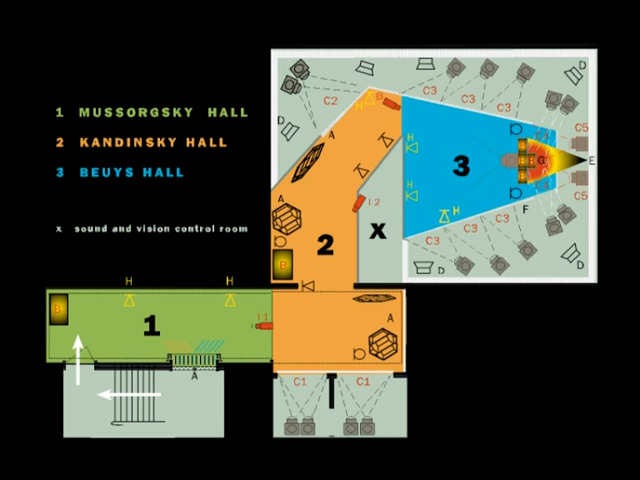 1 MUSSORGSKY HALL
2 KANDINSKY HALL
3 BEUYS HALL
x sound and vision control room
D
D
C2
H
I3
C3
C3
C3
D
A
H
C5
3
B
E
G
E
A
H
C5
I 2
H
F
2
X
C3
C3
C3
B
D
D
H
H
B
1
I 1
A
A
C1
C1